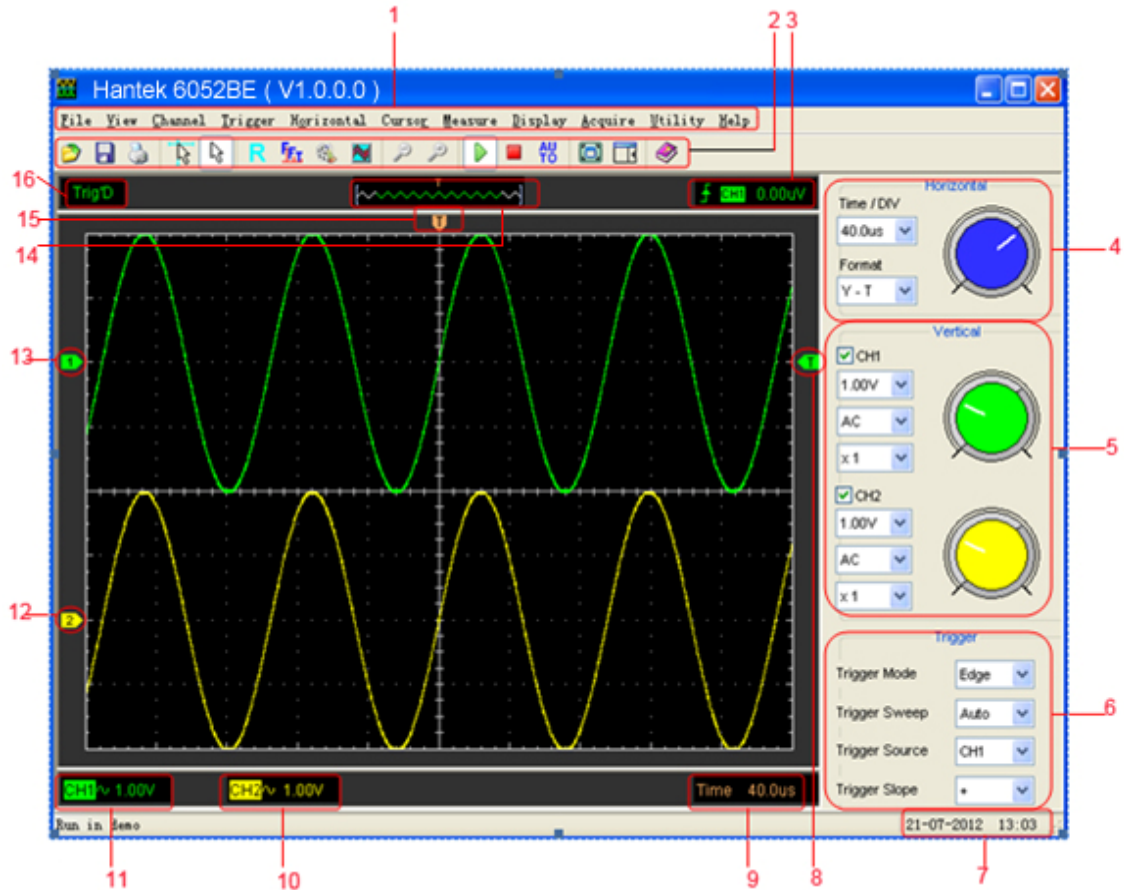 1
2 3
Hantek 6052BE ( V1.0.0.0 )
File View Channel Trigger Horizontal Cursor Measure Display Acquire Utility Help
R FFT AUTO
16
Trig'D
T
CH1 0.00uV
15
T
14
Horizontal
Time / DIV
40.0us
Format
Y - T
4
13
1
T
Vertical
CH1
1.00V
AC
x 1
5
CH2
1.00V
AC
x 1
12
2
Trigger
Trigger Mode Edge
Trigger Sweep Auto
6
Trigger Source CH1
Trigger Slope +
CH1 1.00V
CH2 1.00V
Time 40.0us
Run in demo
21-07-2012 13:03
11
10
9
8
7